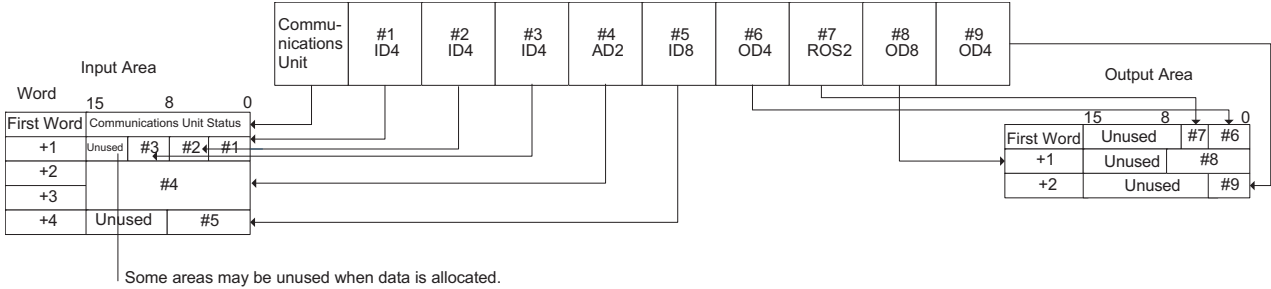 Commu-
nications
Unit
#1
ID4
#2
ID4
#3
ID4
#4
AD2
#5
ID8
#6
OD4
#7
ROS2
#8
OD8
#9
OD4
Input Area
Word
15 8 0
First Word Communications Unit Status
+1 Unused #3 #2 #1
+2
#4
+3
+4 Unused #5
Some areas may be unused when data is allocated.
Output Area
15 8 0
First Word Unused #7 #6
+1 Unused #8
+2 Unused #9